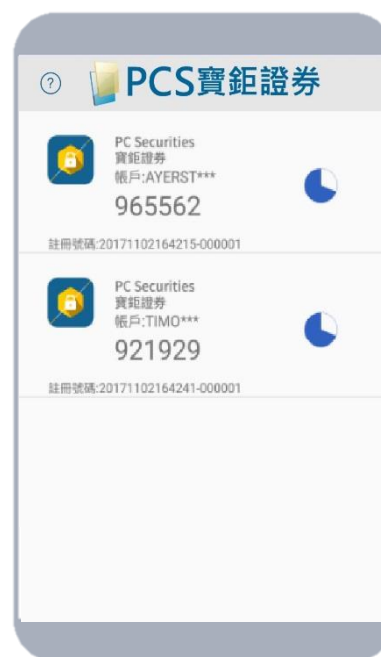 ? PCS寶鉅證券
PC Securities
寶鉅證券
帳戶:AYERST***
965562
註冊號碼:20171102164215-000001
PC Securities
寶鉅證券
帳戶:TIMO***
921929
註冊號碼:20171102164241-000001